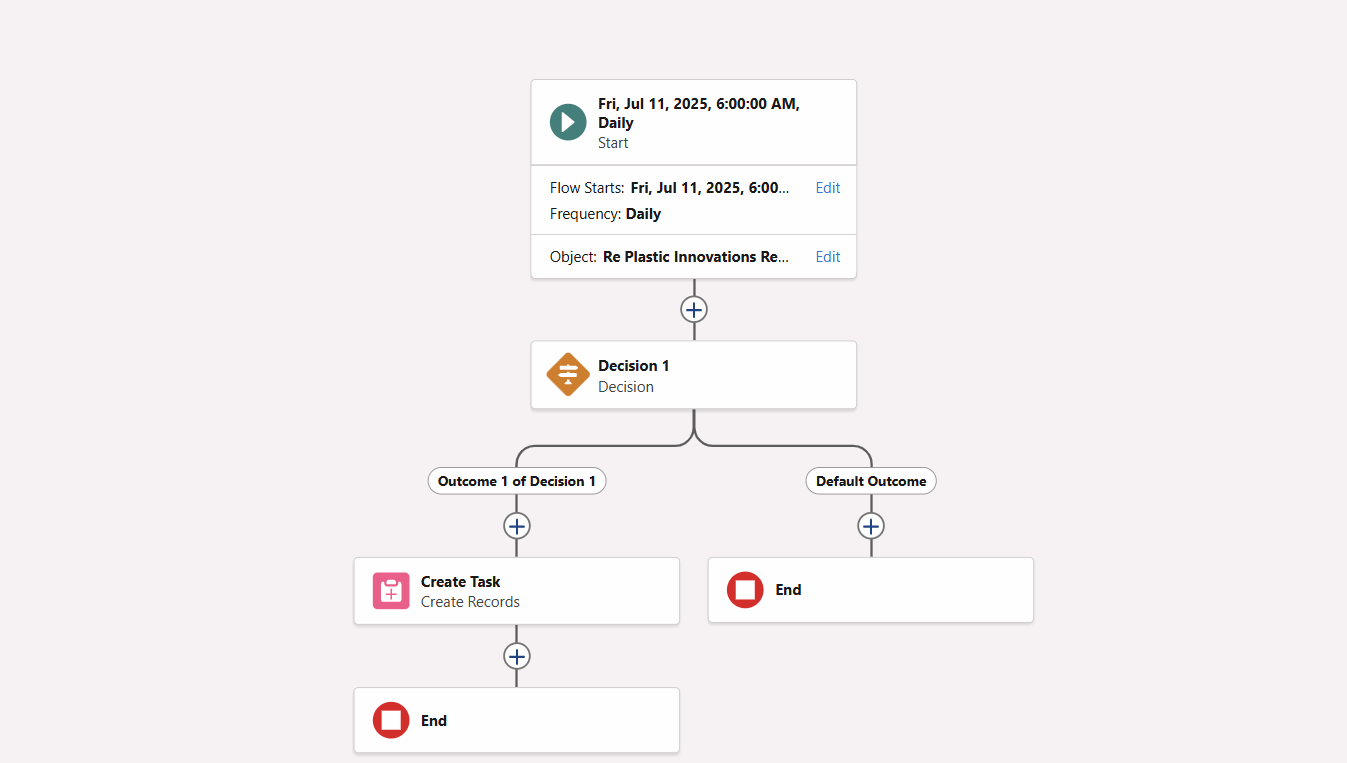 Fri, Jul 11, 2025, 6:00:00 AM,
Daily
Start
Flow Starts: Fri, Jul 11, 2025, 6:00... Edit
Frequency: Daily
Object: Re Plastic Innovations Re... Edit
Decision 1
Decision
Outcome 1 of Decision 1
Default Outcome
Create Task
Create Records
End
End